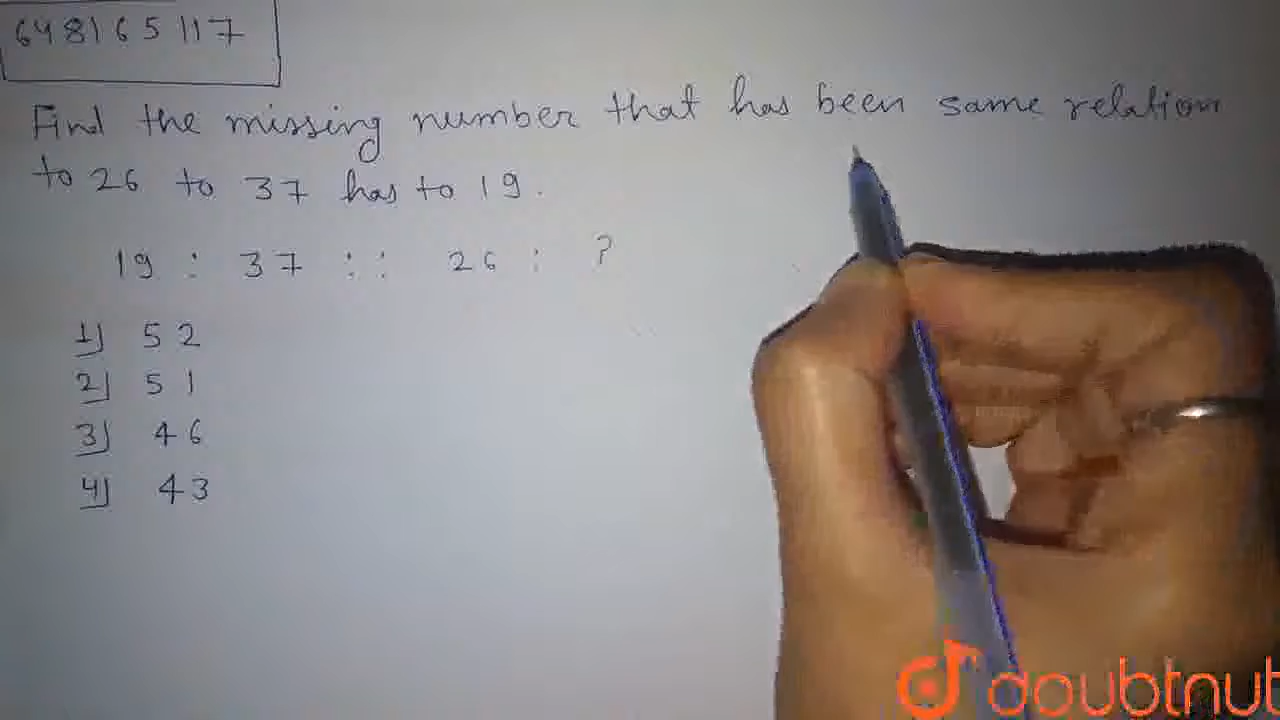 648165117
Find the missing number that has been same relation
to 26 to 37 has to 19.
19 : 37 :: 26 : ?
1) 52
2) 51
3) 46
4) 43
doubtnut